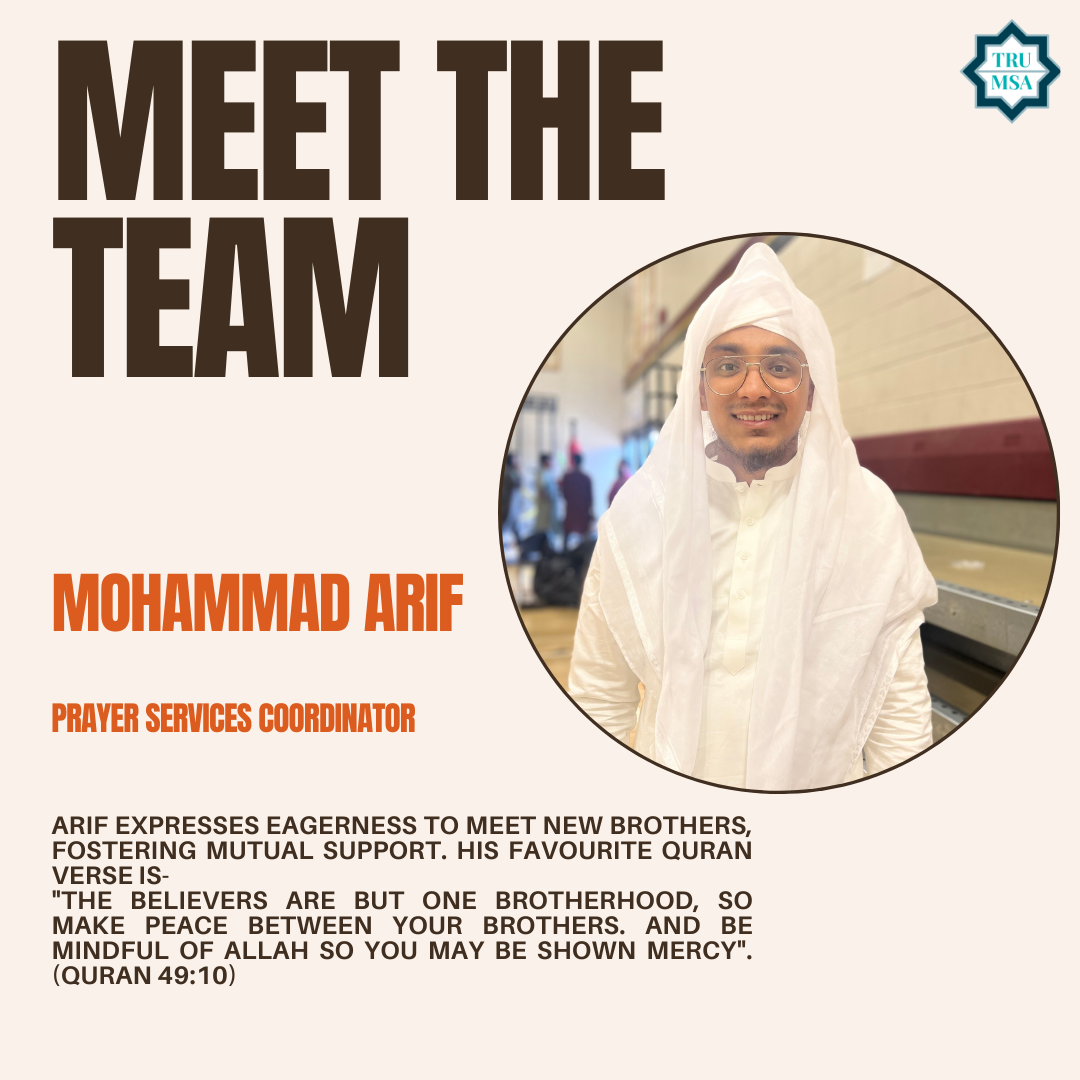 MEET THE
TEAM
TRU
MSA
MOHAMMAD ARIF
PRAYER SERVICES COORDINATOR
ARIF EXPRESSES EAGERNESS TO MEET NEW BROTHERS,
FOSTERING MUTUAL SUPPORT. HIS FAVOURITE QURAN
VERSE IS-
"THE BELIEVERS ARE BUT ONE BROTHERHOOD, SO
MAKE PEACE BETWEEN YOUR BROTHERS. AND BE
MINDFUL OF ALLAH SO YOU MAY BE SHOWN MERCY".
(QURAN 49:10)